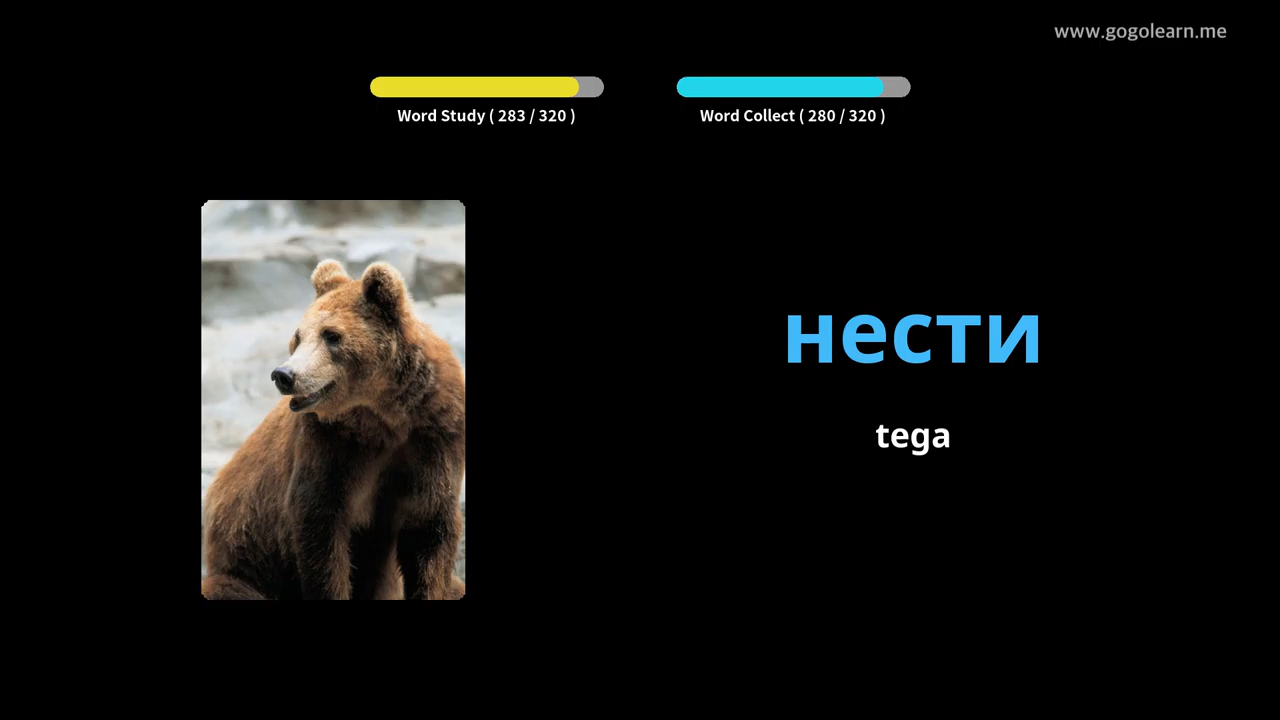 www.gogolearn.me
Word Study ( 283 / 320 )
Word Collect ( 280 / 320 )
нести
tega